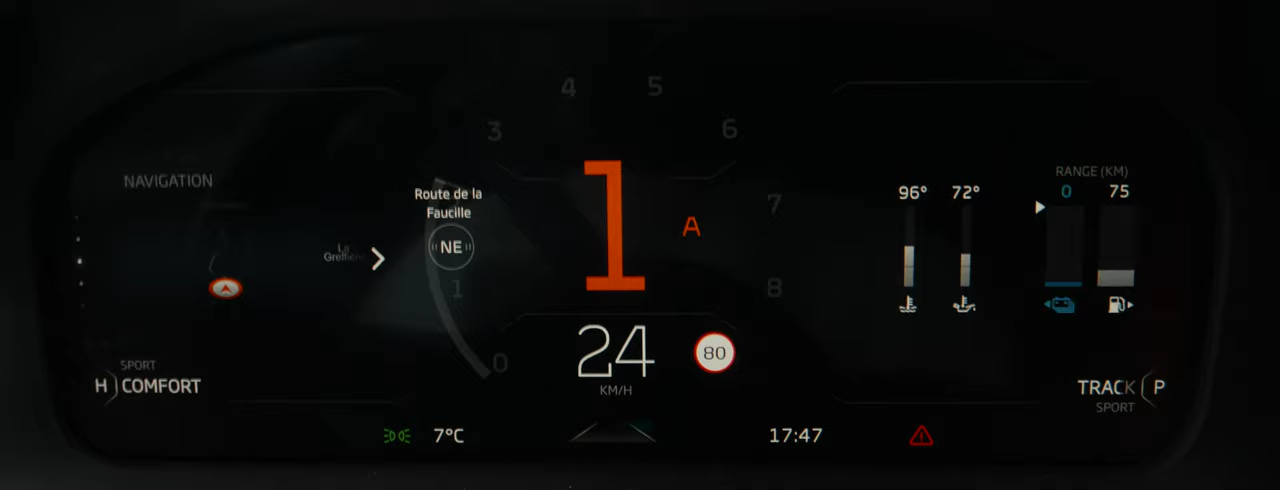 4 5
3 6
NAVIGATION
RANGE (KM)
96° 72° 0 75
Route de la
Faucille
7
1
A
NE
1
8
24
80
0
KM/H
SPORT
H COMFORT
TRACK P
SPORT
7°C
17:47